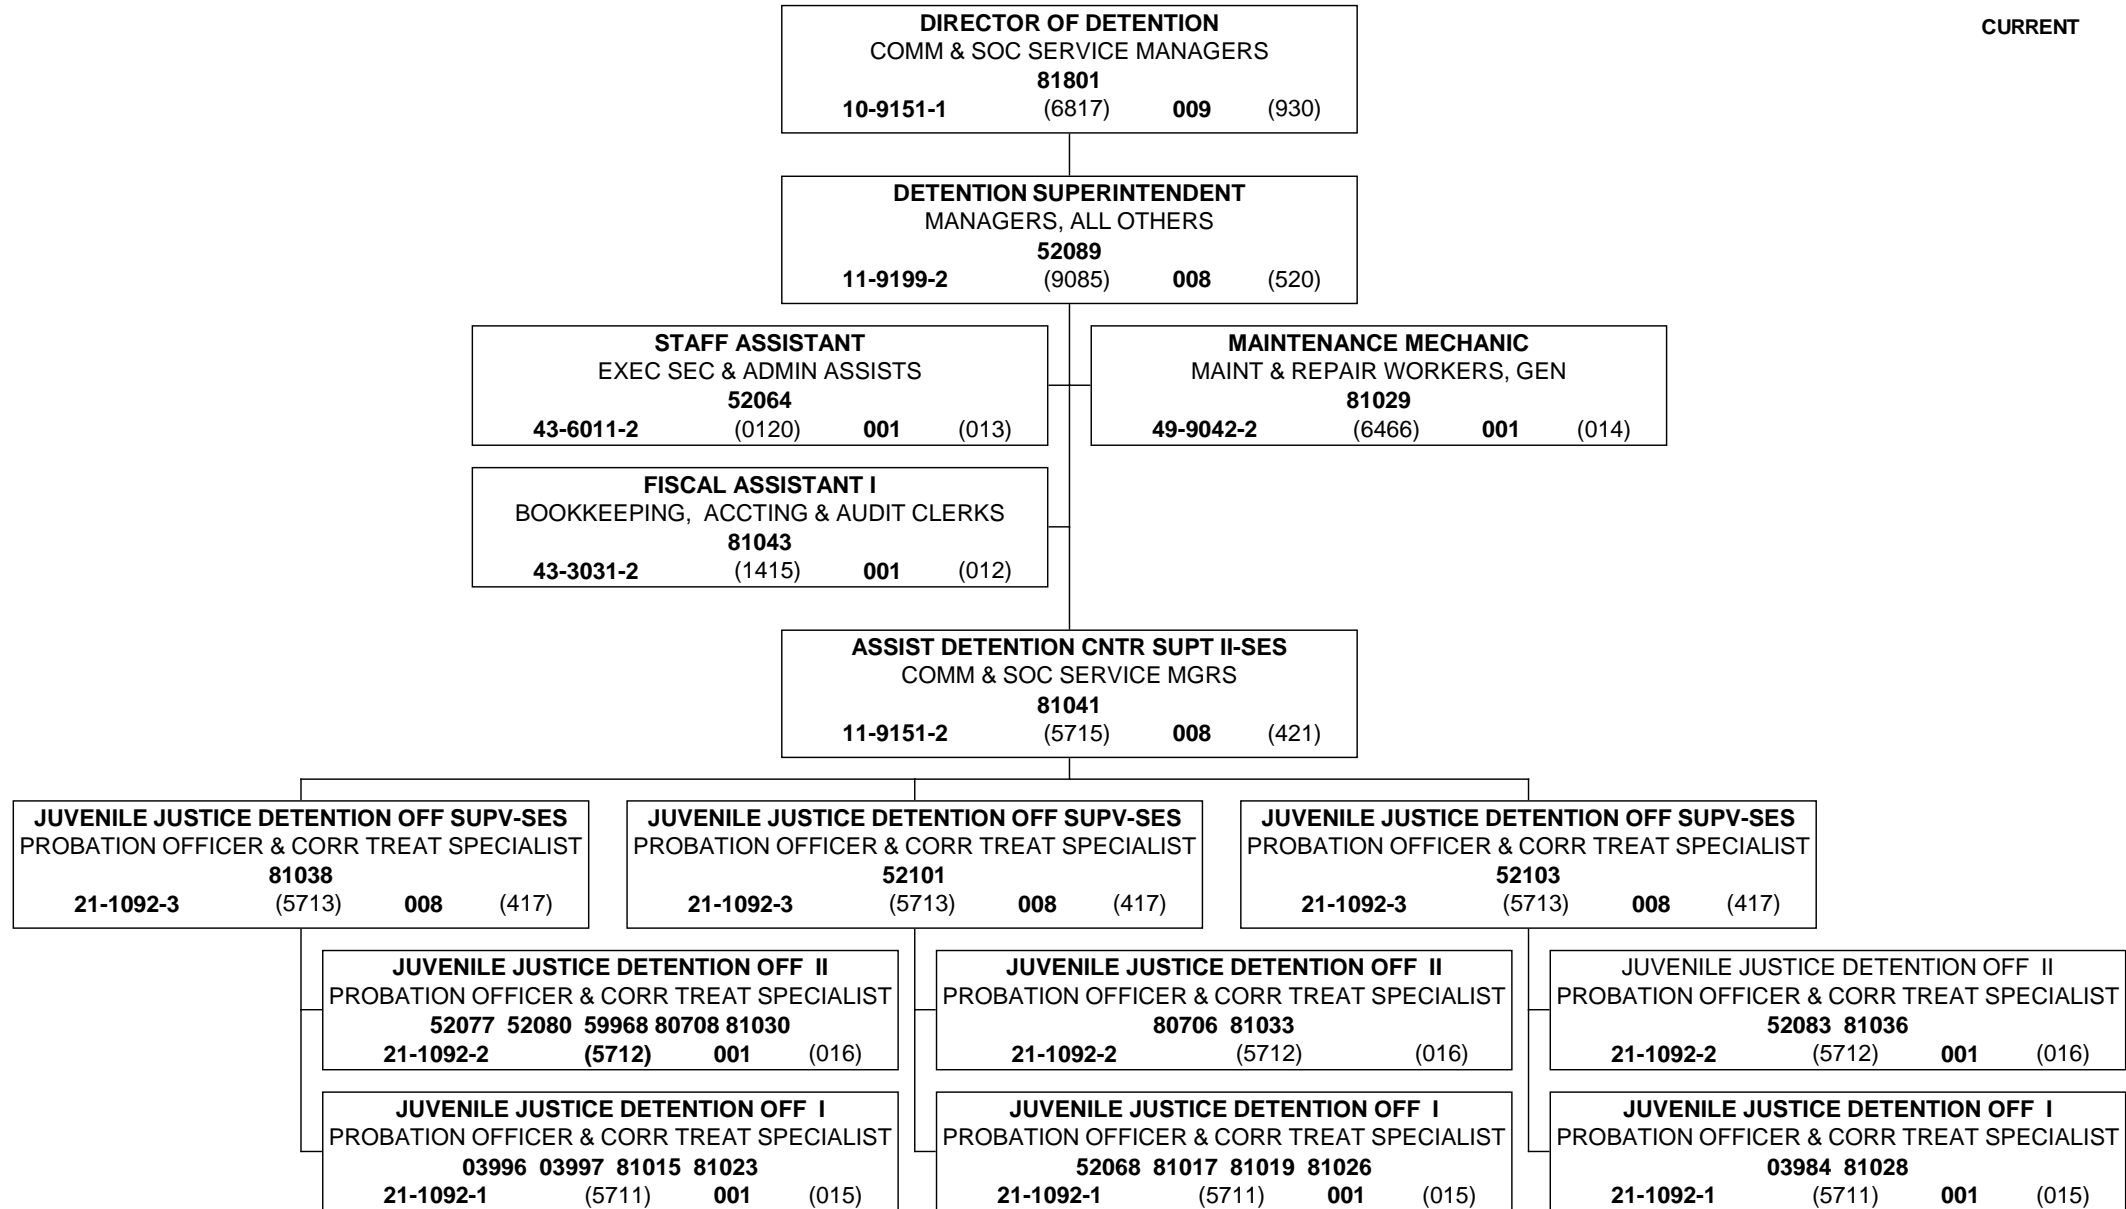 CURRENT
DIRECTOR OF DETENTION
COMM & SOC SERVICE MANAGERS
81801
10-9151-1 (6817) 009 (930)
DETENTION SUPERINTENDENT
MANAGERS, ALL OTHERS
52089
11-9199-2 (9085) 008 (520)
STAFF ASSISTANT
EXEC SEC & ADMIN ASSISTS
52064
43-6011-2 (0120) 001 (013)
MAINTENANCE MECHANIC
MAINT & REPAIR WORKERS, GEN
81029
49-9042-2 (6466) 001 (014)
FISCAL ASSISTANT I
BOOKKEEPING, ACCTING & AUDIT CLERKS
81043
43-3031-2 (1415) 001 (012)
ASSIST DETENTION CNTR SUPT II-SES
COMM & SOC SERVICE MGRS
81041
11-9151-2 (5715) 008 (421)
JUVENILE JUSTICE DETENTION OFF SUPV-SES
PROBATION OFFICER & CORR TREAT SPECIALIST
81038
21-1092-3 (5713) 008 (417)
JUVENILE JUSTICE DETENTION OFF SUPV-SES
PROBATION OFFICER & CORR TREAT SPECIALIST
52101
21-1092-3 (5713) 008 (417)
JUVENILE JUSTICE DETENTION OFF SUPV-SES
PROBATION OFFICER & CORR TREAT SPECIALIST
52103
21-1092-3 (5713) 008 (417)
JUVENILE JUSTICE DETENTION OFF II
PROBATION OFFICER & CORR TREAT SPECIALIST
52077 52080 59968 80708 81030
21-1092-2 (5712) 001 (016)
JUVENILE JUSTICE DETENTION OFF II
PROBATION OFFICER & CORR TREAT SPECIALIST
80706 81033
21-1092-2 (5712) (016)
JUVENILE JUSTICE DETENTION OFF II
PROBATION OFFICER & CORR TREAT SPECIALIST
52083 81036
21-1092-2 (5712) 001 (016)
JUVENILE JUSTICE DETENTION OFF I
PROBATION OFFICER & CORR TREAT SPECIALIST
03996 03997 81015 81023
21-1092-1 (5711) 001 (015)
JUVENILE JUSTICE DETENTION OFF I
PROBATION OFFICER & CORR TREAT SPECIALIST
52068 81017 81019 81026
21-1092-1 (5711) 001 (015)
JUVENILE JUSTICE DETENTION OFF I
PROBATION OFFICER & CORR TREAT SPECIALIST
03984 81028
21-1092-1 (5711) 001 (015)